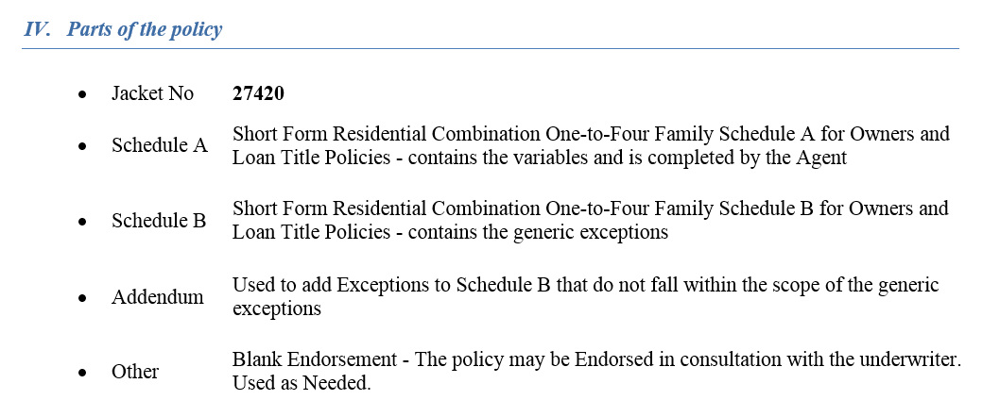 IV. Parts of the policy
• Jacket No 27420
• Schedule A Short Form Residential Combination One-to-Four Family Schedule A for Owners and
Loan Title Policies - contains the variables and is completed by the Agent
• Schedule B Short Form Residential Combination One-to-Four Family Schedule B for Owners and
Loan Title Policies - contains the generic exceptions
• Addendum Used to add Exceptions to Schedule B that do not fall within the scope of the generic
exceptions
• Other Blank Endorsement - The policy may be Endorsed in consultation with the underwriter.
Used as Needed.